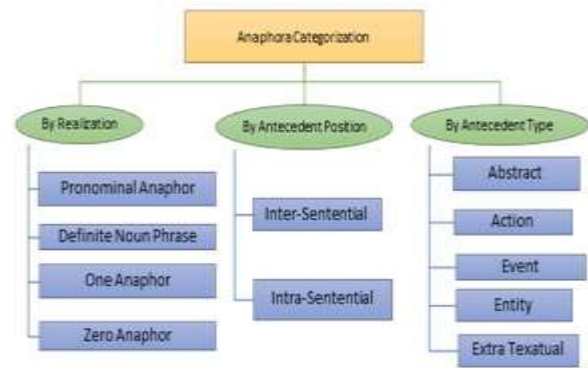 Anaphora Categorization
By Realization
Pronominal Anaphor
Definite Noun Phrase
One Anaphor
Zero Anaphor
By Antecedent Position
Inter-Sentential
Intra-Sentential
By Antecedent Type
Abstract
Action
Event
Entity
Extra Texatual